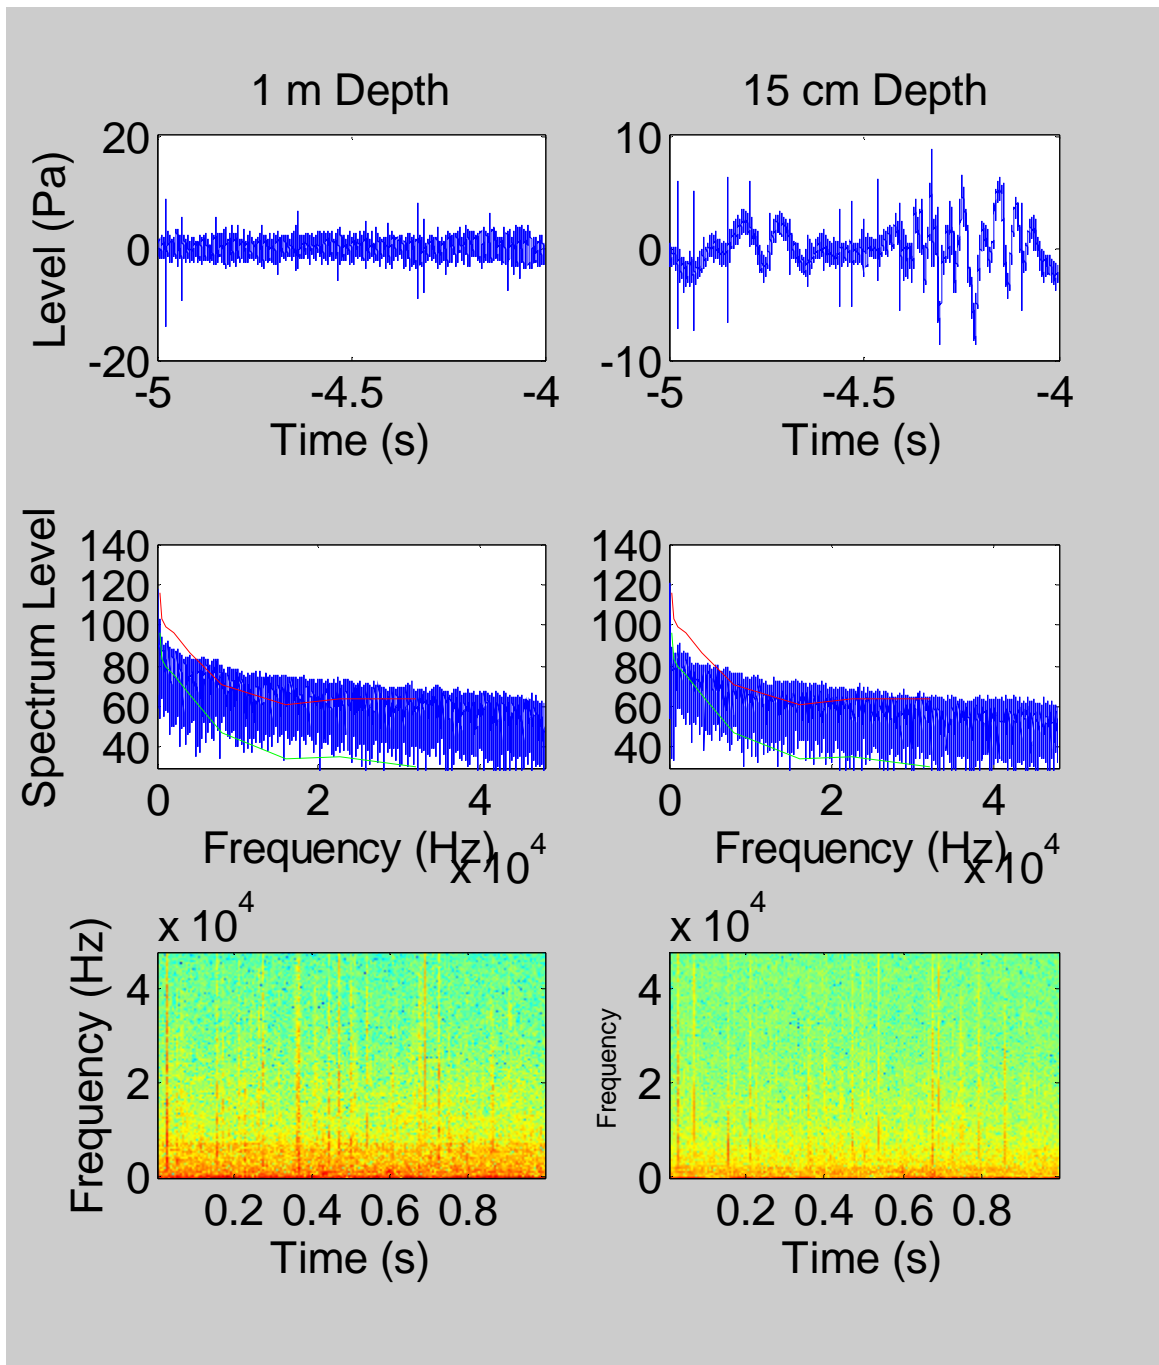 1 m Depth
15 cm Depth
Level (Pa)
20
0
-20
-5
-4.5
-4
Time (s)
10
0
-10
-5
-4.5
-4
Time (s)
Spectrum Level
140
120
100
80
60
40
0
2
4
Frequency (Hz)
x 10^4
140
120
100
80
60
40
0
2
4
Frequency (Hz)
x 10^4
Frequency (Hz)
x 10^4
4
2
0
0.2
0.4
0.6
0.8
Time (s)
Frequency
x 10^4
4
2
0
0.2
0.4
0.6
0.8
Time (s)